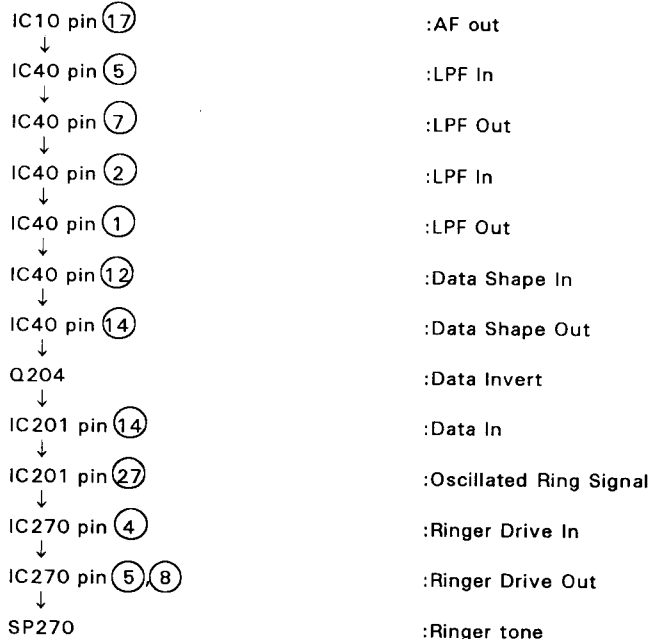 IC10 pin 17 :AF out
↓
IC40 pin 5 :LPF In
↓
IC40 pin 7 :LPF Out
↓
IC40 pin 2 :LPF In
↓
IC40 pin 1 :LPF Out
↓
IC40 pin 12 :Data Shape In
↓
IC40 pin 14 :Data Shape Out
↓
Q204 :Data Invert
↓
IC201 pin 14 :Data In
↓
IC201 pin 27 :Oscillated Ring Signal
↓
IC270 pin 4 :Ringer Drive In
↓
IC270 pin 5, 8 :Ringer Drive Out
↓
SP270 :Ringer tone